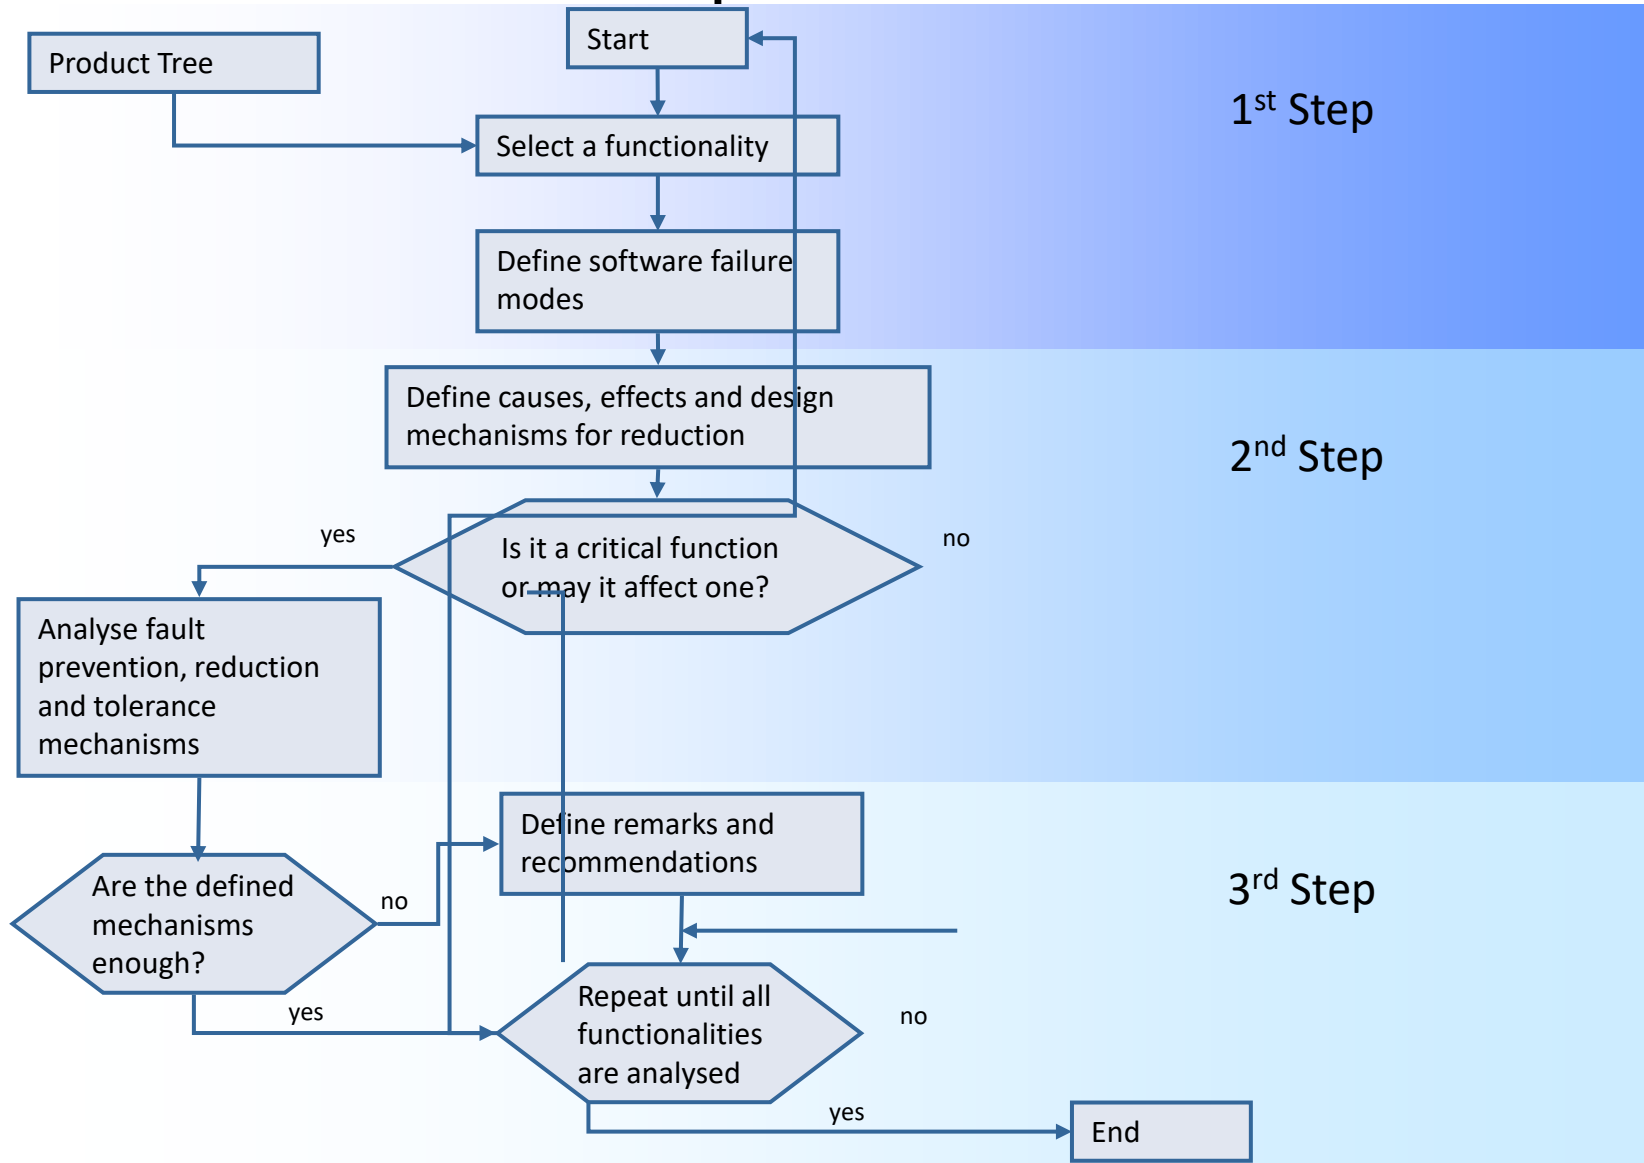 Start
Product Tree
1st Step
Select a functionality
Define software failure
modes
Define causes, effects and design
mechanisms for reduction
2nd Step
yes
no
Is it a critical function
or may it affect one?
Analyse fault
prevention, reduction
and tolerance
mechanisms
Define remarks and
recommendations
3rd Step
Are the defined
mechanisms
enough?
no
Repeat until all
functionalities
are analysed
yes
no
yes
End